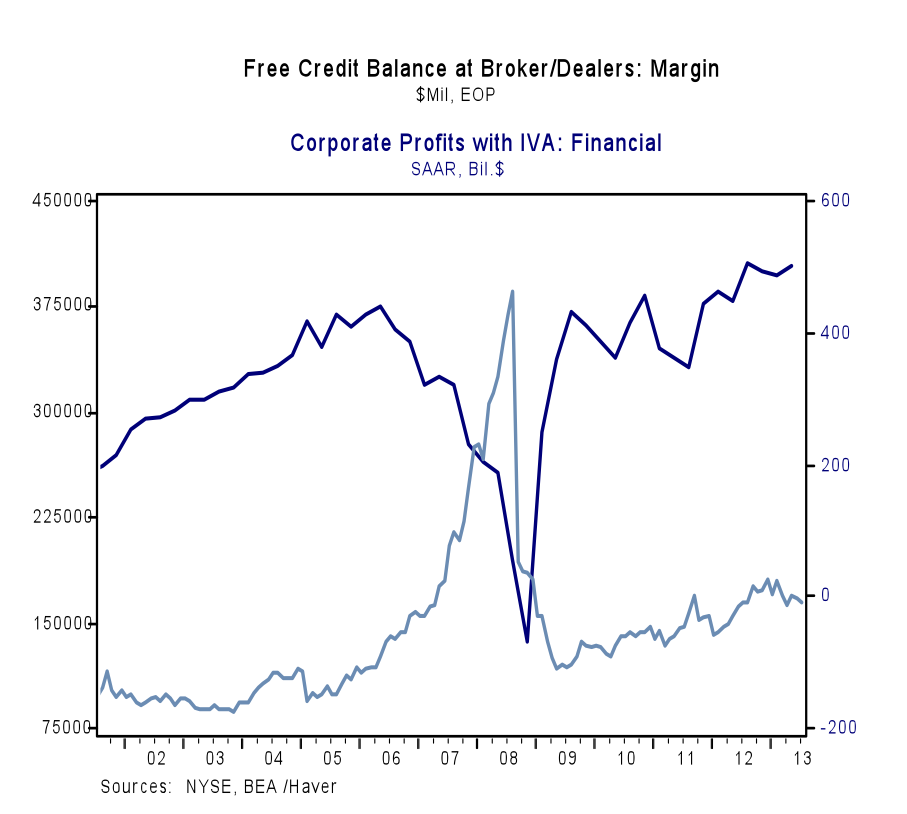 Free Credit Balance at Broker/Dealers: Margin
$Mil, EOP
Corporate Profits with IVA: Financial
SAAR, Bil.$
450000 600
375000 400
300000 200
225000 0
150000 -200
75000
02 03 04 05 06 07 08 09 10 11 12 13
Sources: NYSE, BEA /Haver